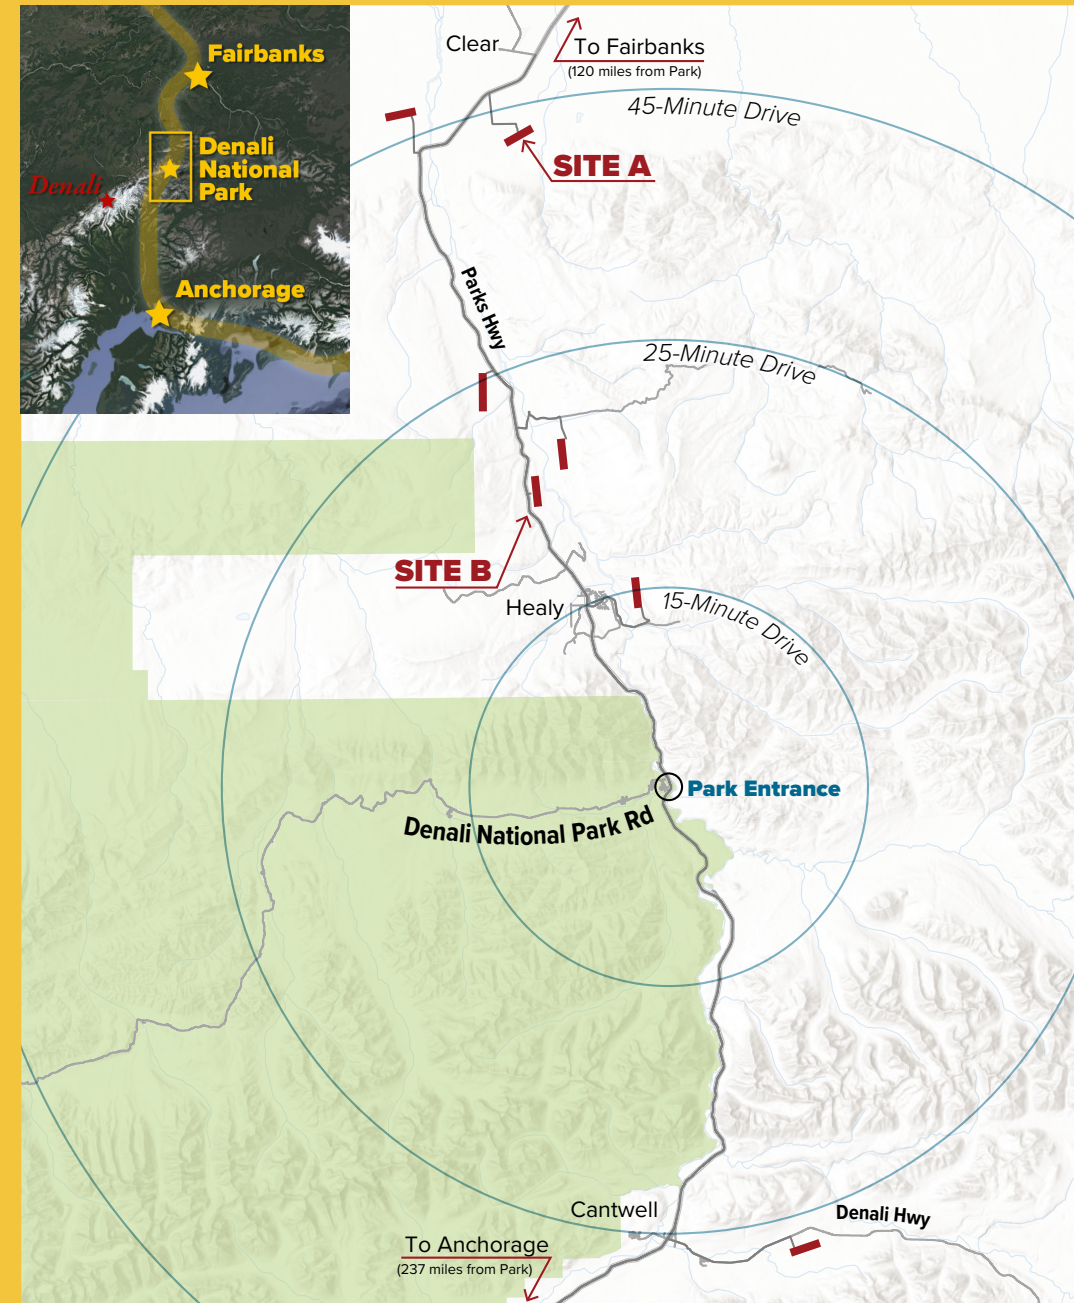 Fairbanks
Denali
National
Park
Denali
Anchorage
Clear
To Fairbanks
(120 miles from Park)
45-Minute Drive
SITE A
Parks Hwy
25-Minute Drive
SITE B
Healy
15-Minute Drive
Park Entrance
Denali National Park Rd
Cantwell
Denali Hwy
To Anchorage
(237 miles from Park)